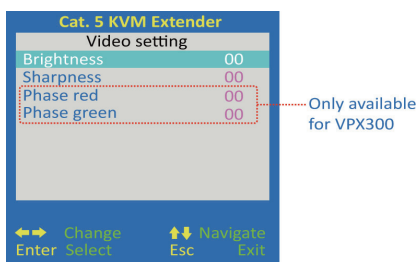 Cat. 5 KVM Extender
Video setting
Brightness 00
Sharpness 00
Phase red 00
Phase green 00
Only available
for VPX300
Change Navigate
Enter Select Esc Exit